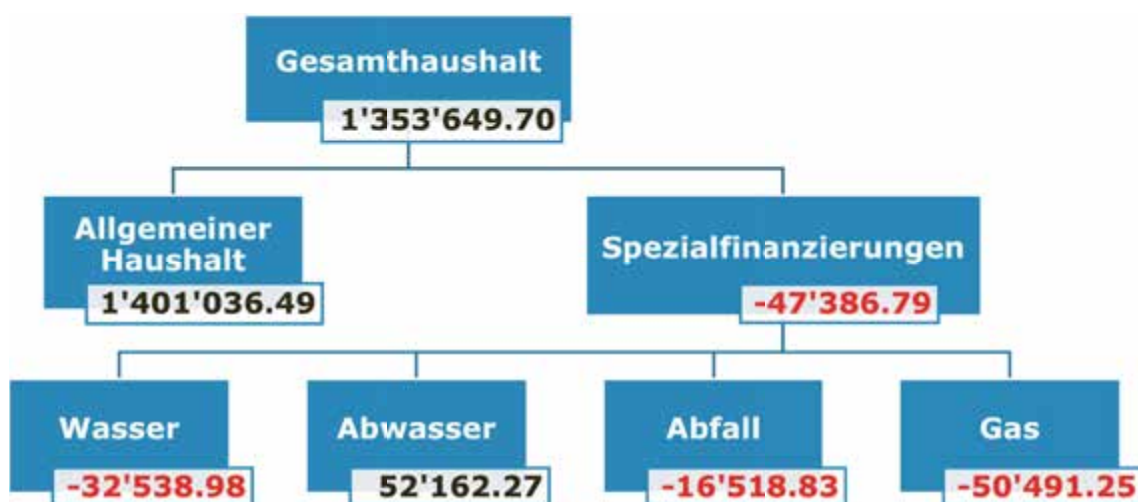 Gesamthaushalt
1'353'649.70
Allgemeiner
Haushalt
1'401'036.49
Spezialfinanzierungen
-47'386.79
Wasser
-32'538.98
Abwasser
52'162.27
Abfall
-16'518.83
Gas
-50'491.25